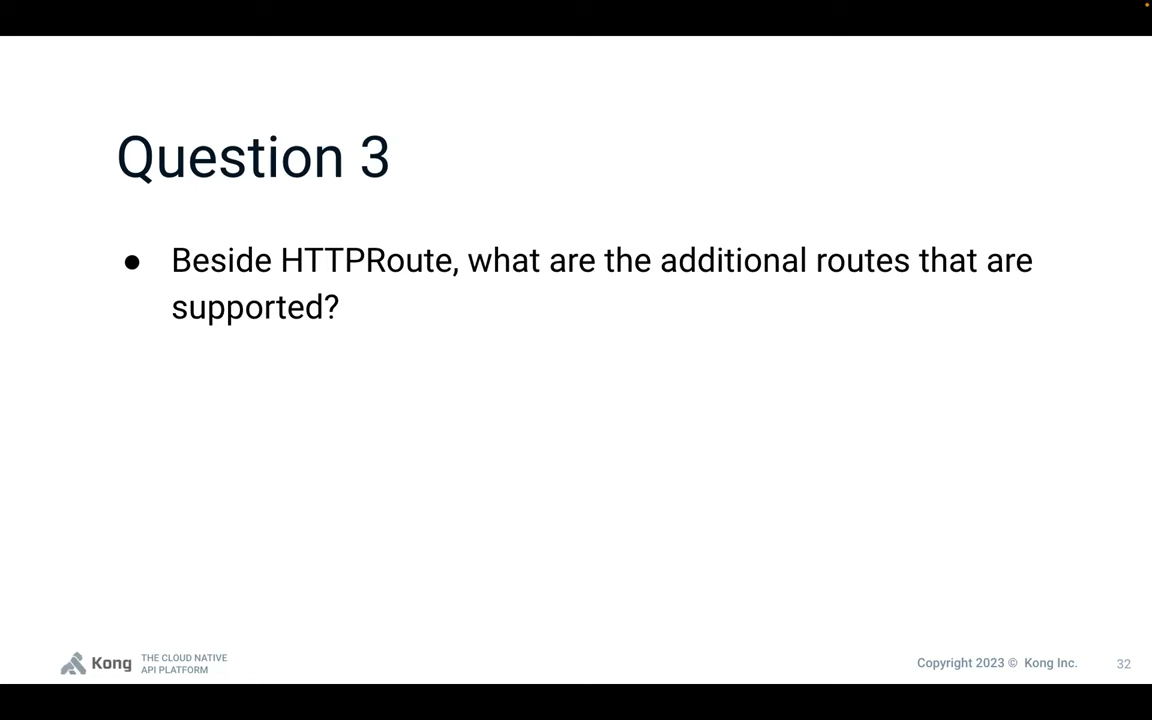 Question 3
● Beside HTTPRoute, what are the additional routes that are
supported?
Kong
THE CLOUD NATIVE
API PLATFORM
Copyright 2023 © Kong Inc.
32